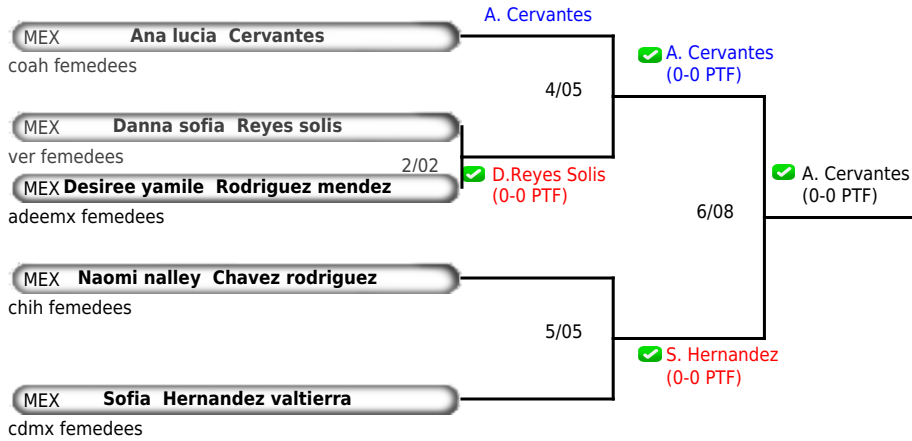 A. Cervantes
MEX Ana lucia Cervantes
coah femedees
A. Cervantes
(0-0 PTF)
4/05
MEX Danna sofia Reyes solis
ver femedees
2/02
D.Reyes Solis
(0-0 PTF)
MEX Desiree yamile Rodriguez mendez
adeemx femedees
A. Cervantes
(0-0 PTF)
6/08
MEX Naomi nalley Chavez rodriguez
chih femedees
5/05
S. Hernandez
(0-0 PTF)
MEX Sofia Hernandez valtierra
cdmx femedees